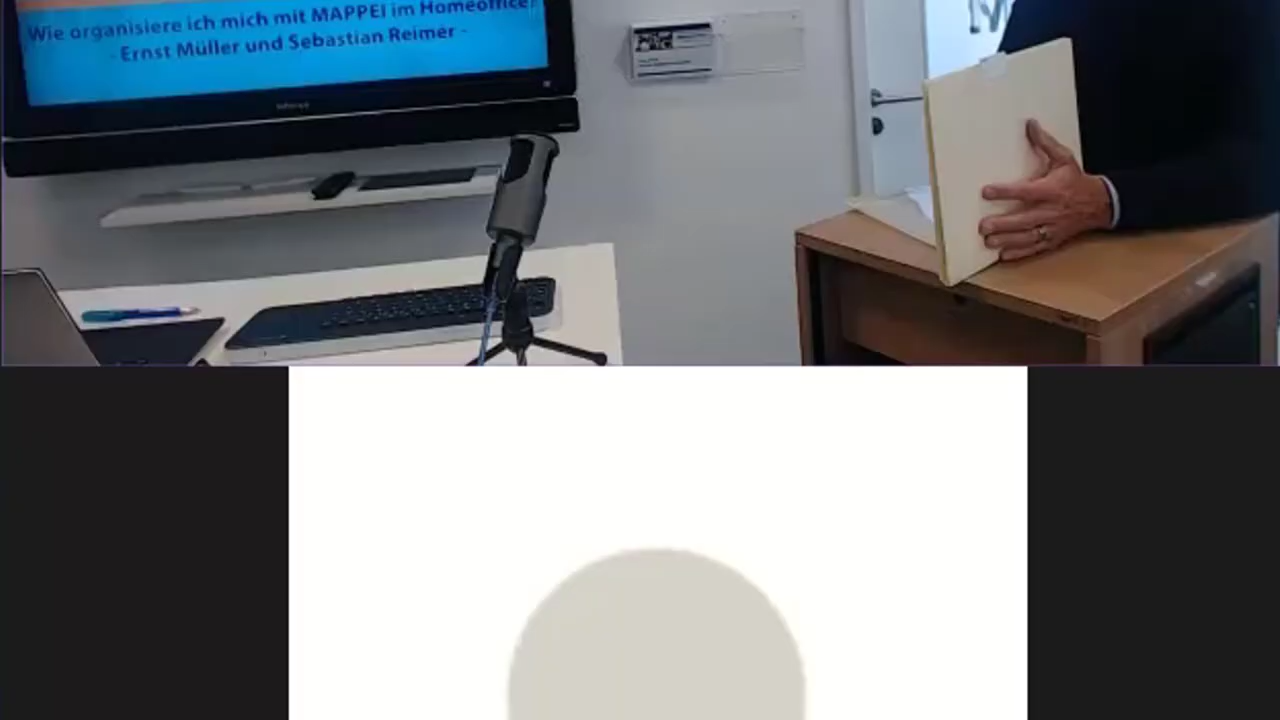 Wie organisiere ich mich mit MAPPEI im Homeoffice?
- Ernst Müller und Sebastian Reimer -